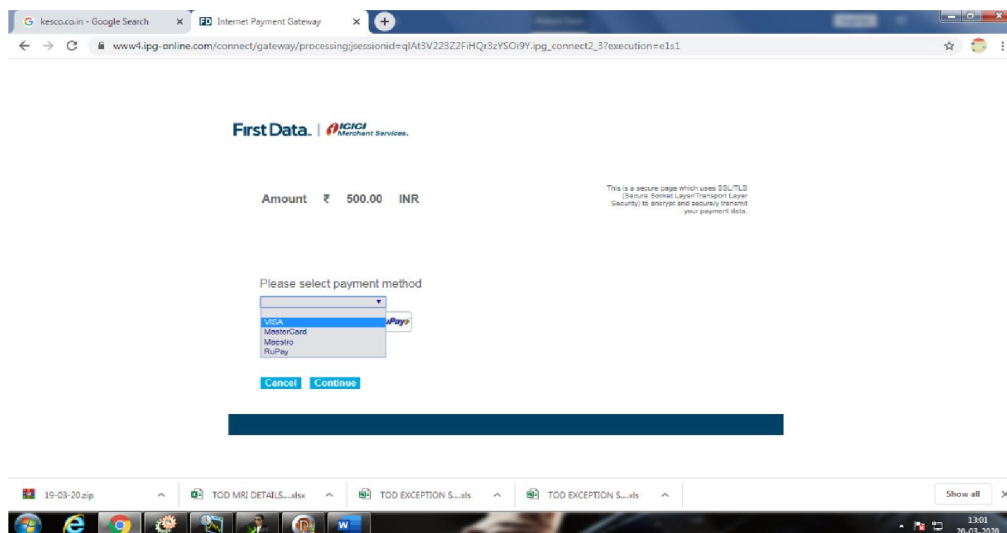 kesco.co.in - Google Search
Internet Payment Gateway
www4.ipg-online.com/connect/gateway/processing;jsessionid=qlAt3V223Z2FiHQr3zYSOi9Y.ipg_connect2_3?execution=e1s1
First Data. | ICICI Merchant Services.
Amount ₹ 500.00 INR
This is a secure page which uses SSL/TLS
(Secure Socket Layer/Transport Layer
Security) to encrypt and securely transmit
your payment data.
Please select payment method
VISA
MasterCard
Maestro
RuPay
uPay
Cancel Continue
19-03-20.zip
TOD MRI DETAILS....xlsx
TOD EXCEPTION S....xls
TOD EXCEPTION S....xls
Show all
13:01
20-03-2020